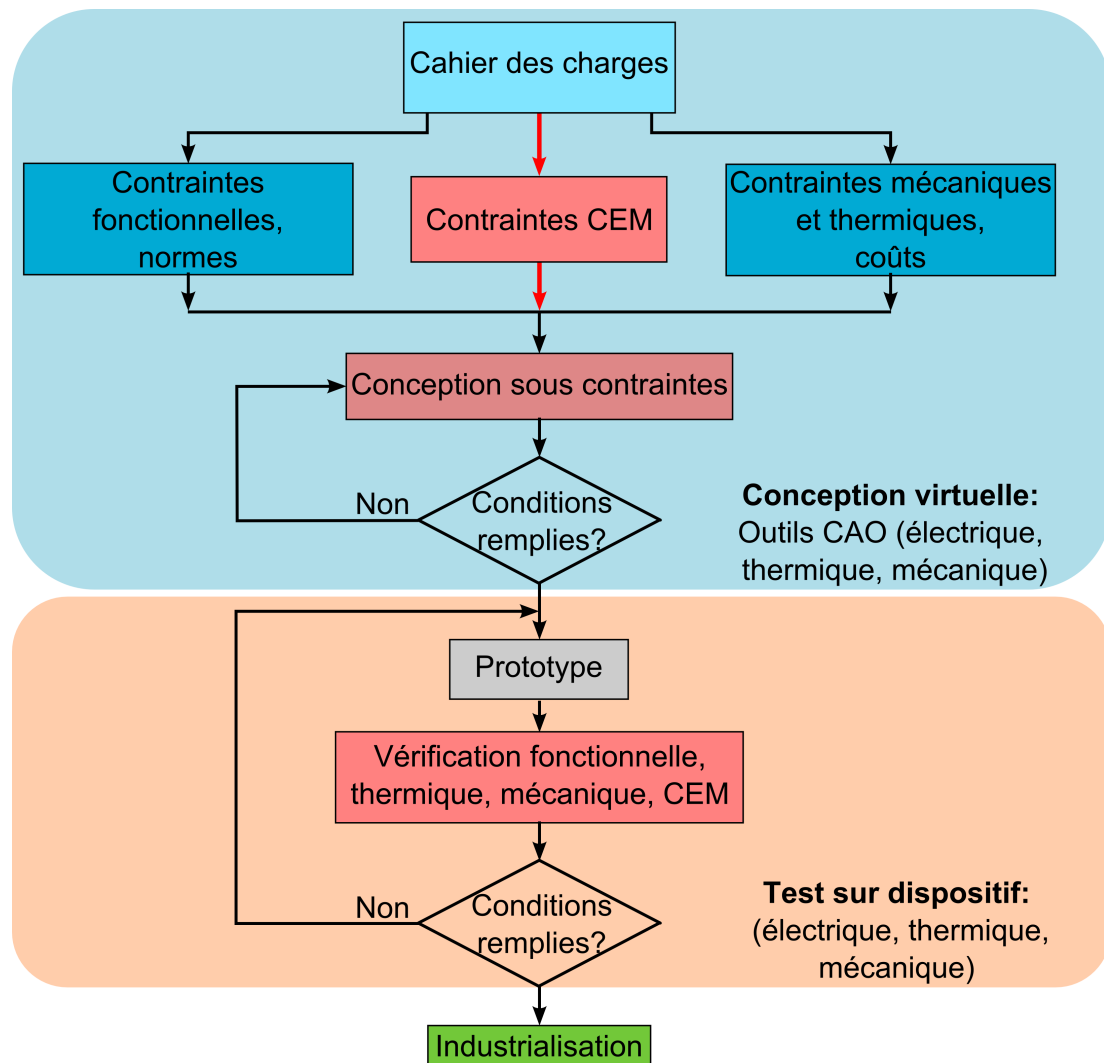 Cahier des charges
Contraintes
fonctionnelles,
normes
Contraintes CEM
Contraintes mécaniques
et thermiques,
coûts
Conception sous contraintes
Non
Conditions
remplies?
Conception virtuelle:
Outils CAO (électrique,
thermique, mécanique)
Prototype
Vérification fonctionnelle,
thermique, mécanique, CEM
Non
Conditions
remplies?
Test sur dispositif:
(électrique, thermique,
mécanique)
Industrialisation